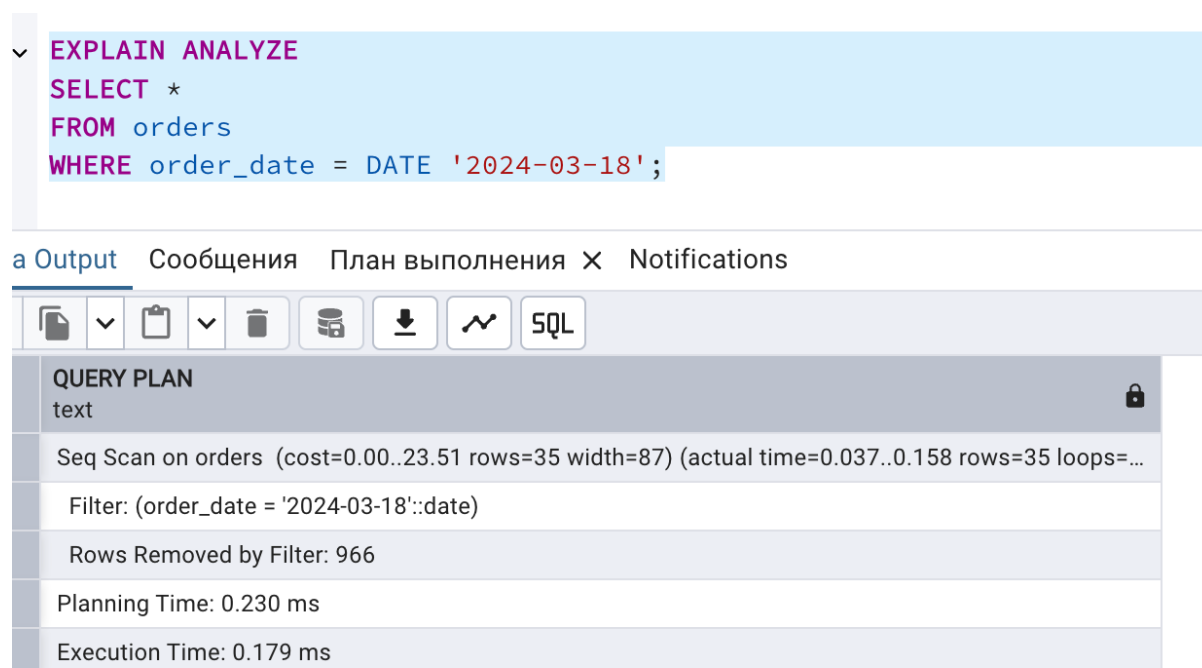 EXPLAIN ANALYZE
SELECT *
FROM orders
WHERE order_date = DATE '2024-03-18';
a Output Сообщения План выполнения Notifications
SQL
QUERY PLAN
text
Seq Scan on orders (cost=0.00..23.51 rows=35 width=87) (actual time=0.037..0.158 rows=35 loops=...
Filter: (order_date = '2024-03-18'::date)
Rows Removed by Filter: 966
Planning Time: 0.230 ms
Execution Time: 0.179 ms